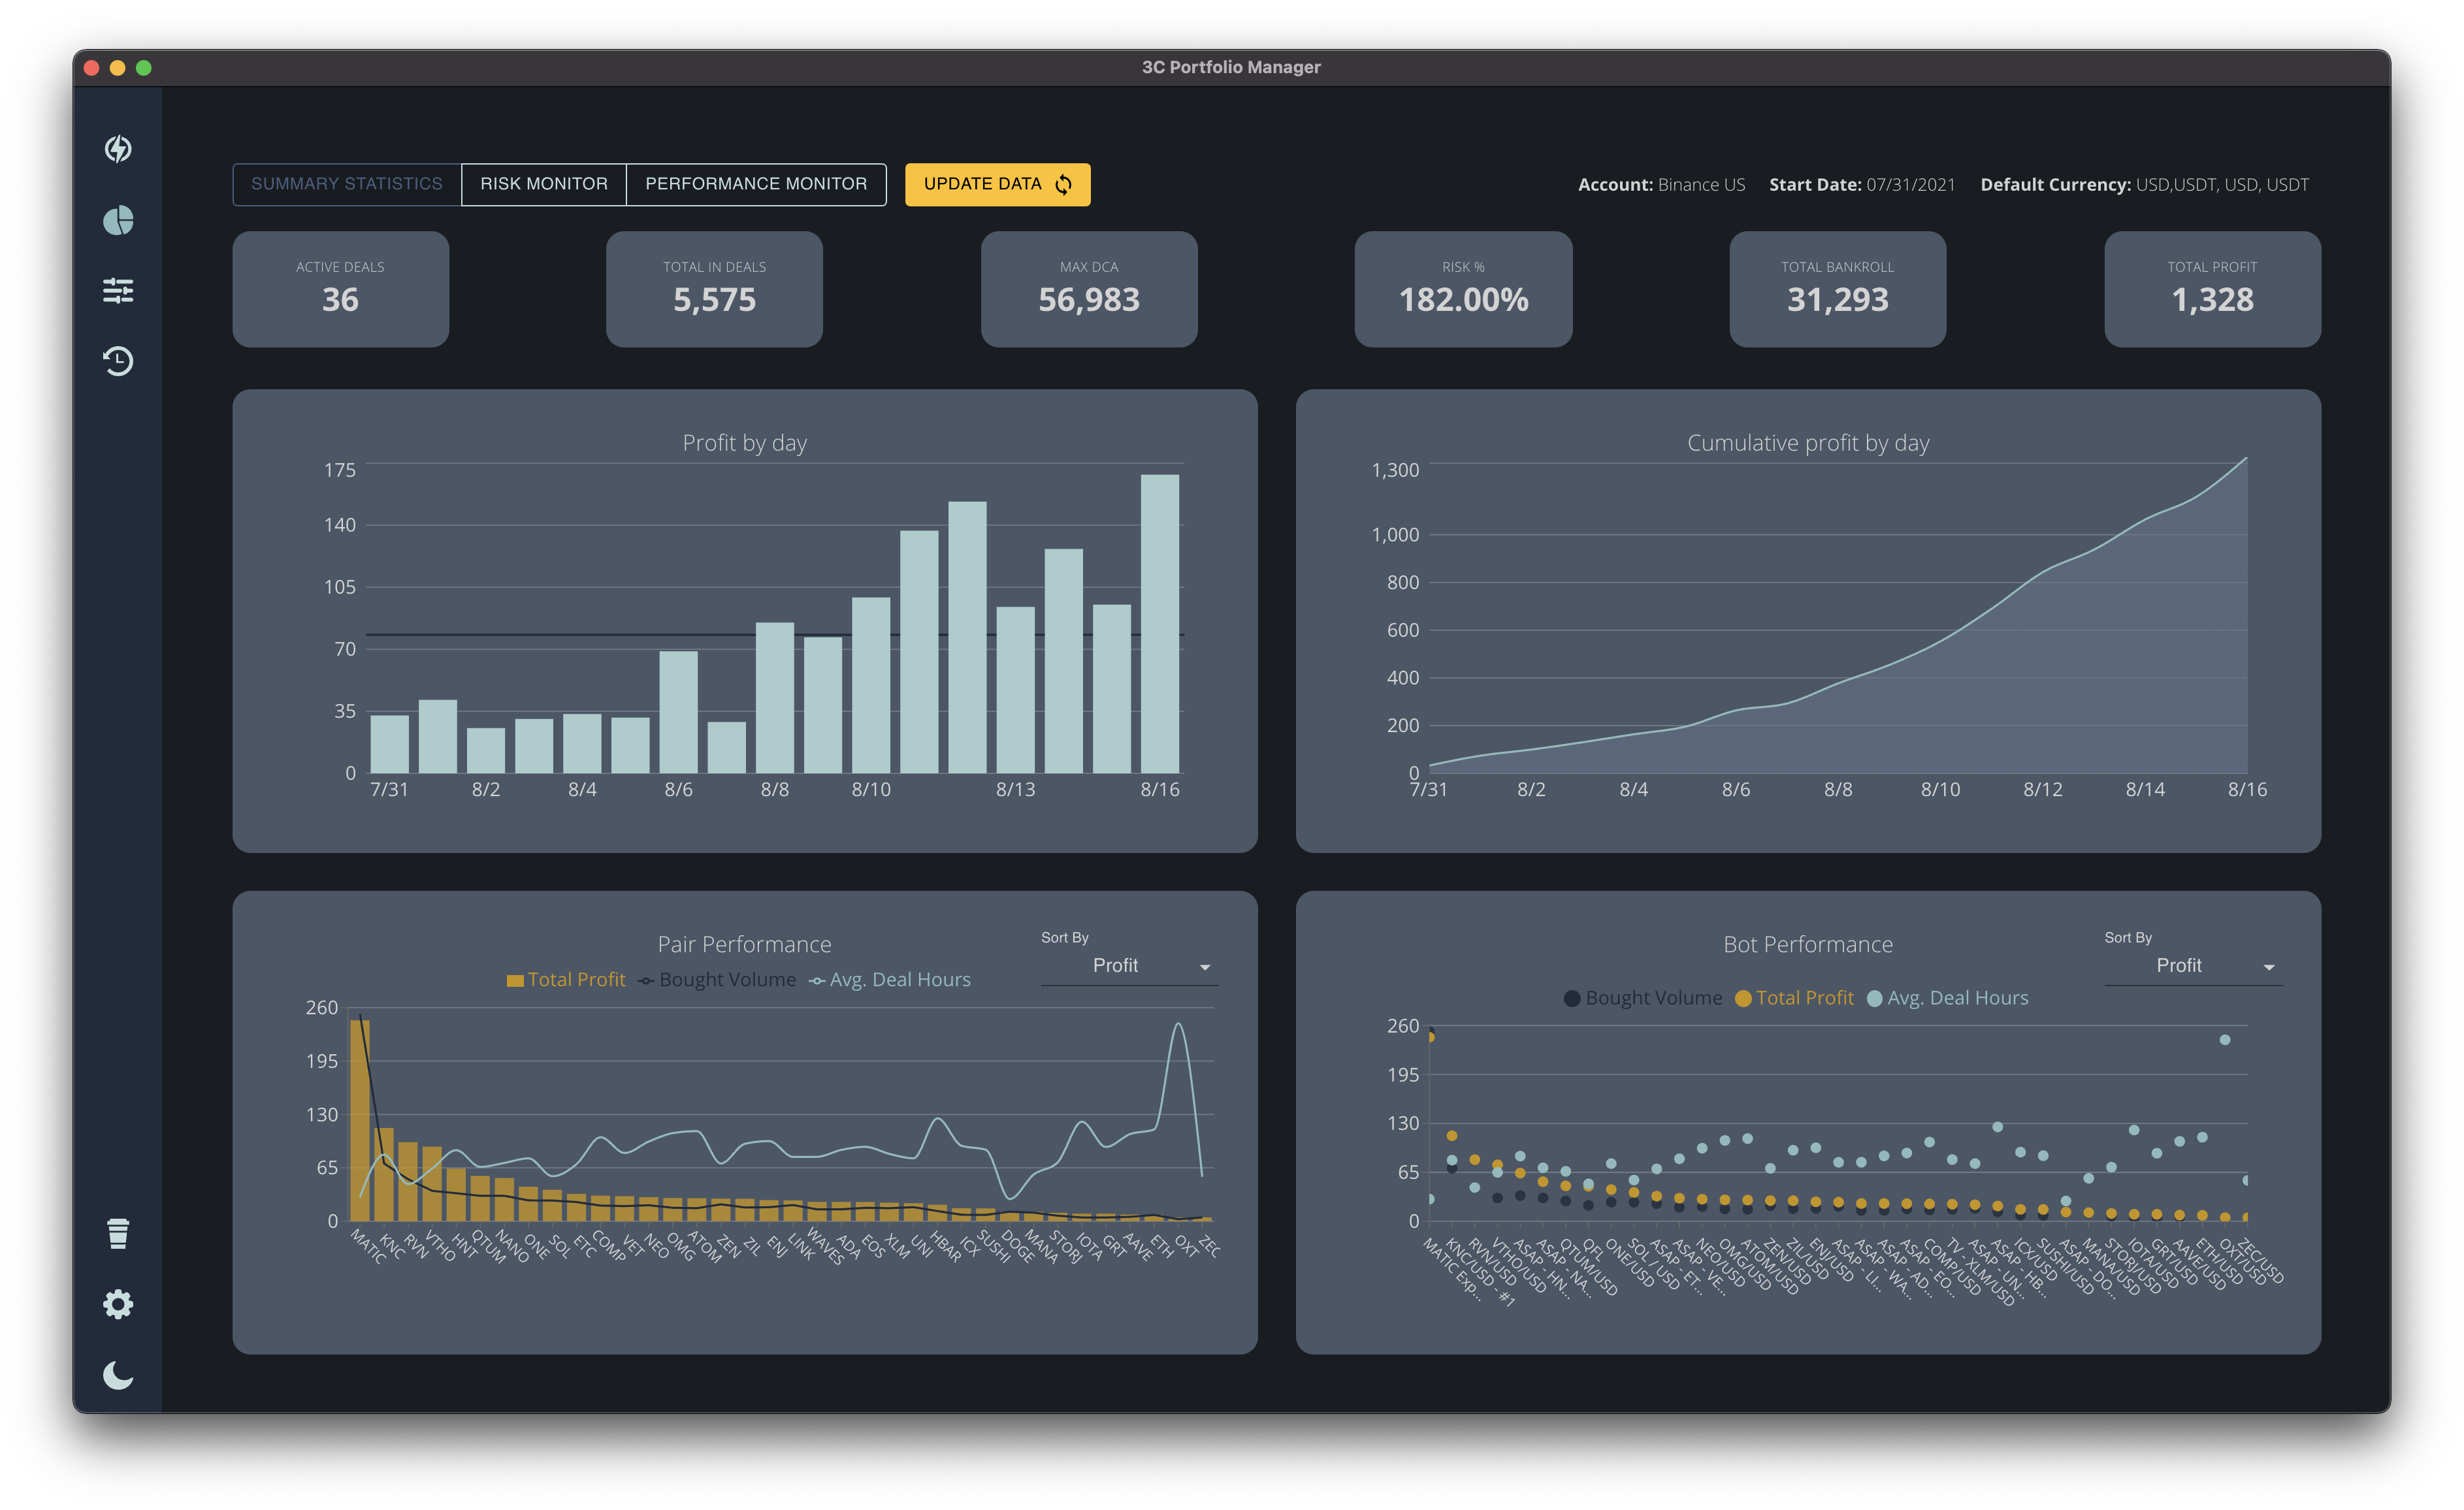 3C Portfolio Manager
SUMMARY STATISTICS RISK MONITOR PERFORMANCE MONITOR UPDATE DATA
Account: Binance US Start Date: 07/31/2021 Default Currency: USD,USDT, USD, USDT
ACTIVE DEALS
36
TOTAL IN DEALS
5,575
MAX DCA
56,983
RISK %
182.00%
TOTAL BANKROLL
31,293
TOTAL PROFIT
1,328
Profit by day
175
140
105
70
35
0
7/31 8/2 8/4 8/6 8/8 8/10 8/13 8/16
Cumulative profit by day
1,300
1,000
800
600
400
200
0
7/31 8/2 8/4 8/6 8/8 8/10 8/12 8/14 8/16
Pair Performance
Sort By
Profit
Total Profit Bought Volume Avg. Deal Hours
260
195
130
65
0
MATIC KNC RVN VTHO HNT QTUM NANO ONE SOL ETC COMP VET NEO OMG ATOM ZEN ZIL ENJ LINK WAVES ADA EOS XLM UNI HBAR ICX SUSHI DOGE MANA STORJ IOTA GRT AAVE ETH OXT ZEC
Bot Performance
Sort By
Profit
Bought Volume Total Profit Avg. Deal Hours
260
195
130
65
0
MATIC Exp... KNC/USD - #1 RVN/USD VTHO/USD ASAP - HN... ASAP - NA... QTUM/USD QFL ONE/USD SOL / USD ASAP - ET... ASAP - VE... NEO/USD OMG/USD ATOM/USD ZEN/USD ZIL/USD ENJ/USD ASAP - LI... ASAP - WA... ASAP - AD... ASAP - EO... COMP/USD TV - XLM/USD ASAP - UN... ASAP - HB... ICX/USD SUSHI/USD ASAP - DO... MANA/USD STORJ/USD IOTA/USD GRT/USD AAVE/USD ETH/USD OXT/USD ZEC/USD